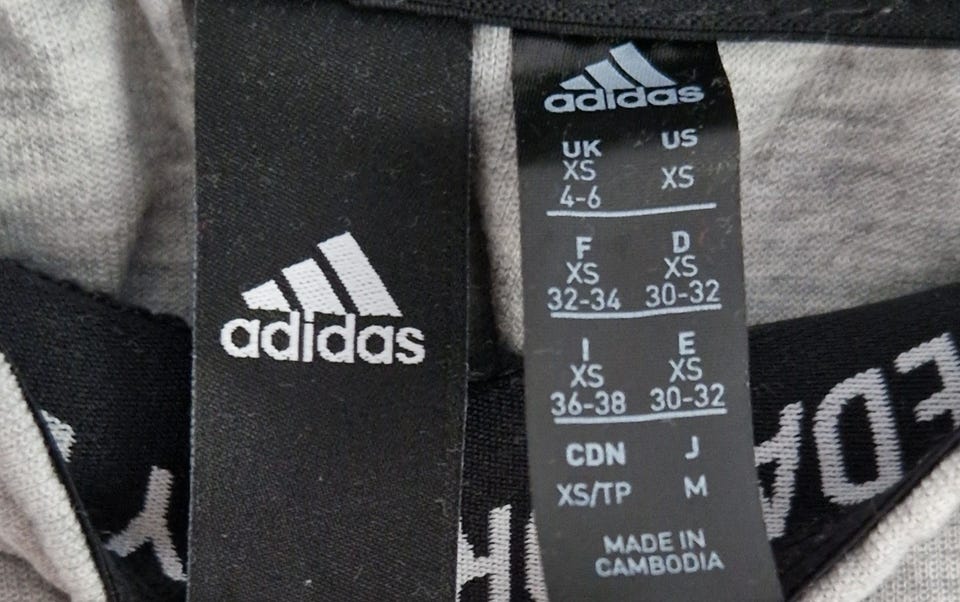 adidas
adidas
UK US
XS XS
4-6
F D
XS XS
32-34 30-32
I E
XS XS
36-38 30-32
CDN J
XS/TP M
MADE IN
CAMBODIA